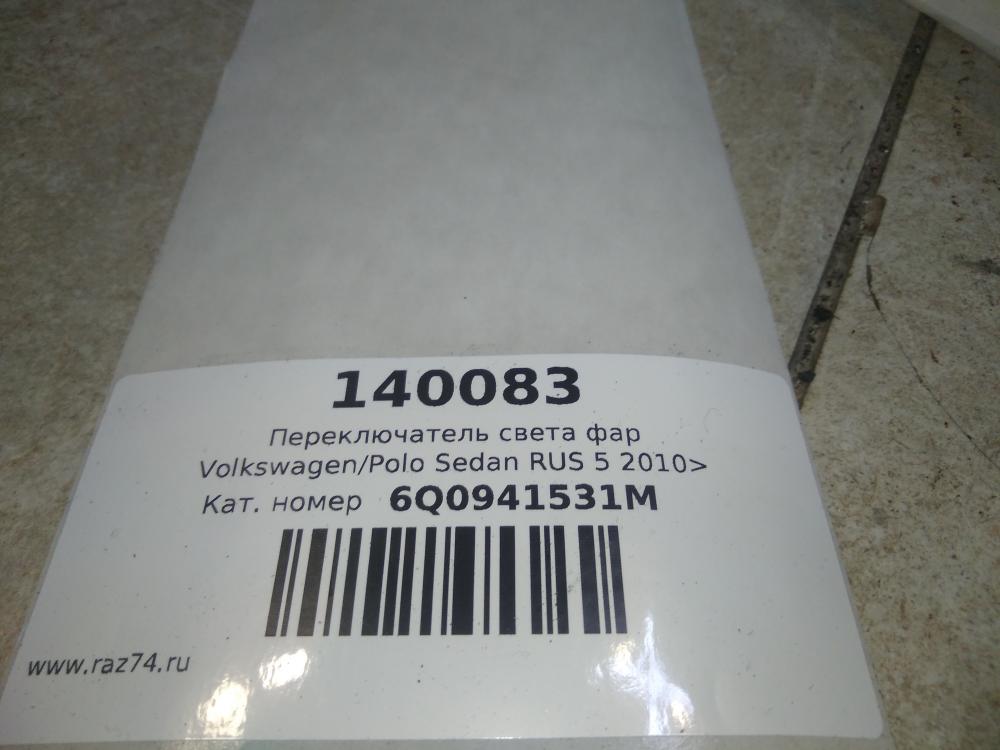 140083
Переключатель света фар
Volkswagen/Polo Sedan RUS 5 2010>
Кат. номер 6Q0941531M
www.raz74.ru